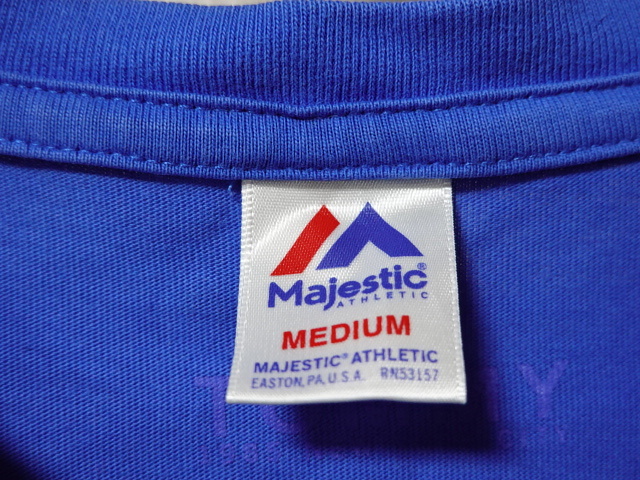 Majestic®
ATHLETIC
MEDIUM
MAJESTIC® ATHLETIC
EASTON, PA, U.S.A. RN53157